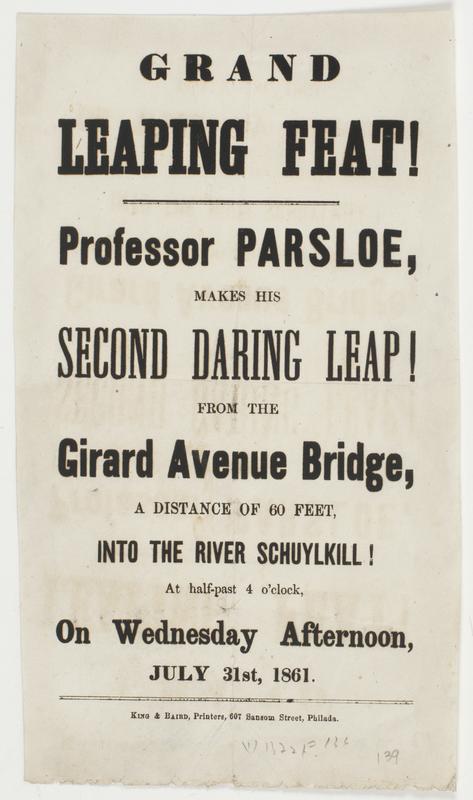 GRAND
LEAPING FEAT!
Professor PARSLOE,
MAKES HIS
SECOND DARING LEAP!
FROM THE
Girard Avenue Bridge,
A DISTANCE OF 60 FEET,
INTO THE RIVER SCHUYLKILL!
At half-past 4 o'clock,
On Wednesday Afternoon,
JULY 31st, 1861.
KING & BAIRD, Printers, 607 Sansom Street, Philada.
139